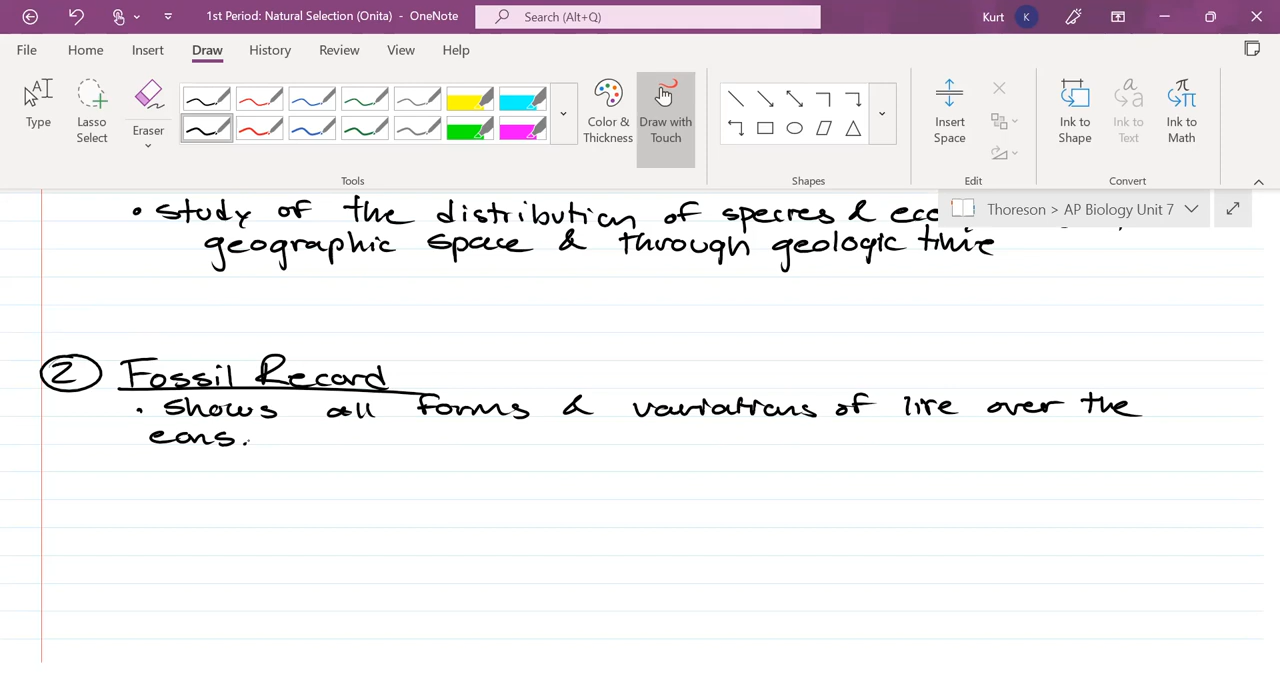 1st Period: Natural Selection (Onita) - OneNote
Search (Alt+Q)
Kurt
K
File Home Insert Draw History Review View Help
Type
Lasso Select
Eraser
Color & Thickness
Draw with Touch
Insert Space
Ink to Shape
Ink to Text
Ink to Math
Tools
Shapes
Edit
Convert
Thoreson > AP Biology Unit 7
• study of the distribution of species &
geographic space & through geologic time
2 Fossil Record
• shows all forms & variations of life over the
eons.